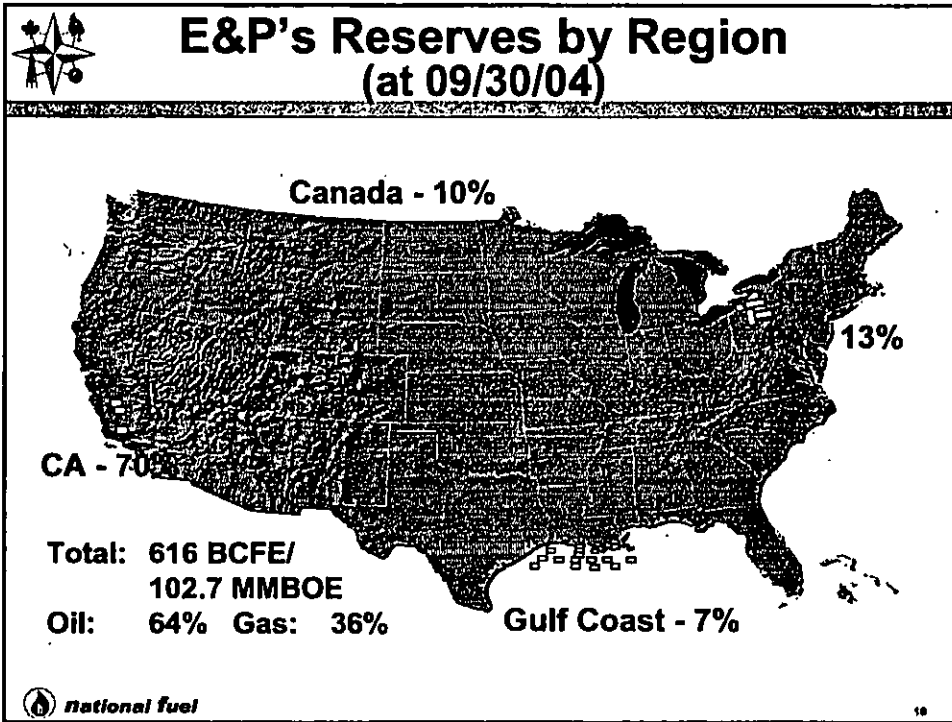 E&P's Reserves by Region
(at 09/30/04)
Canada - 10%
13%
CA - 70%
Total: 616 BCFE/
102.7 MMBOE
Oil: 64% Gas: 36%
Gulf Coast - 7%
national fuel